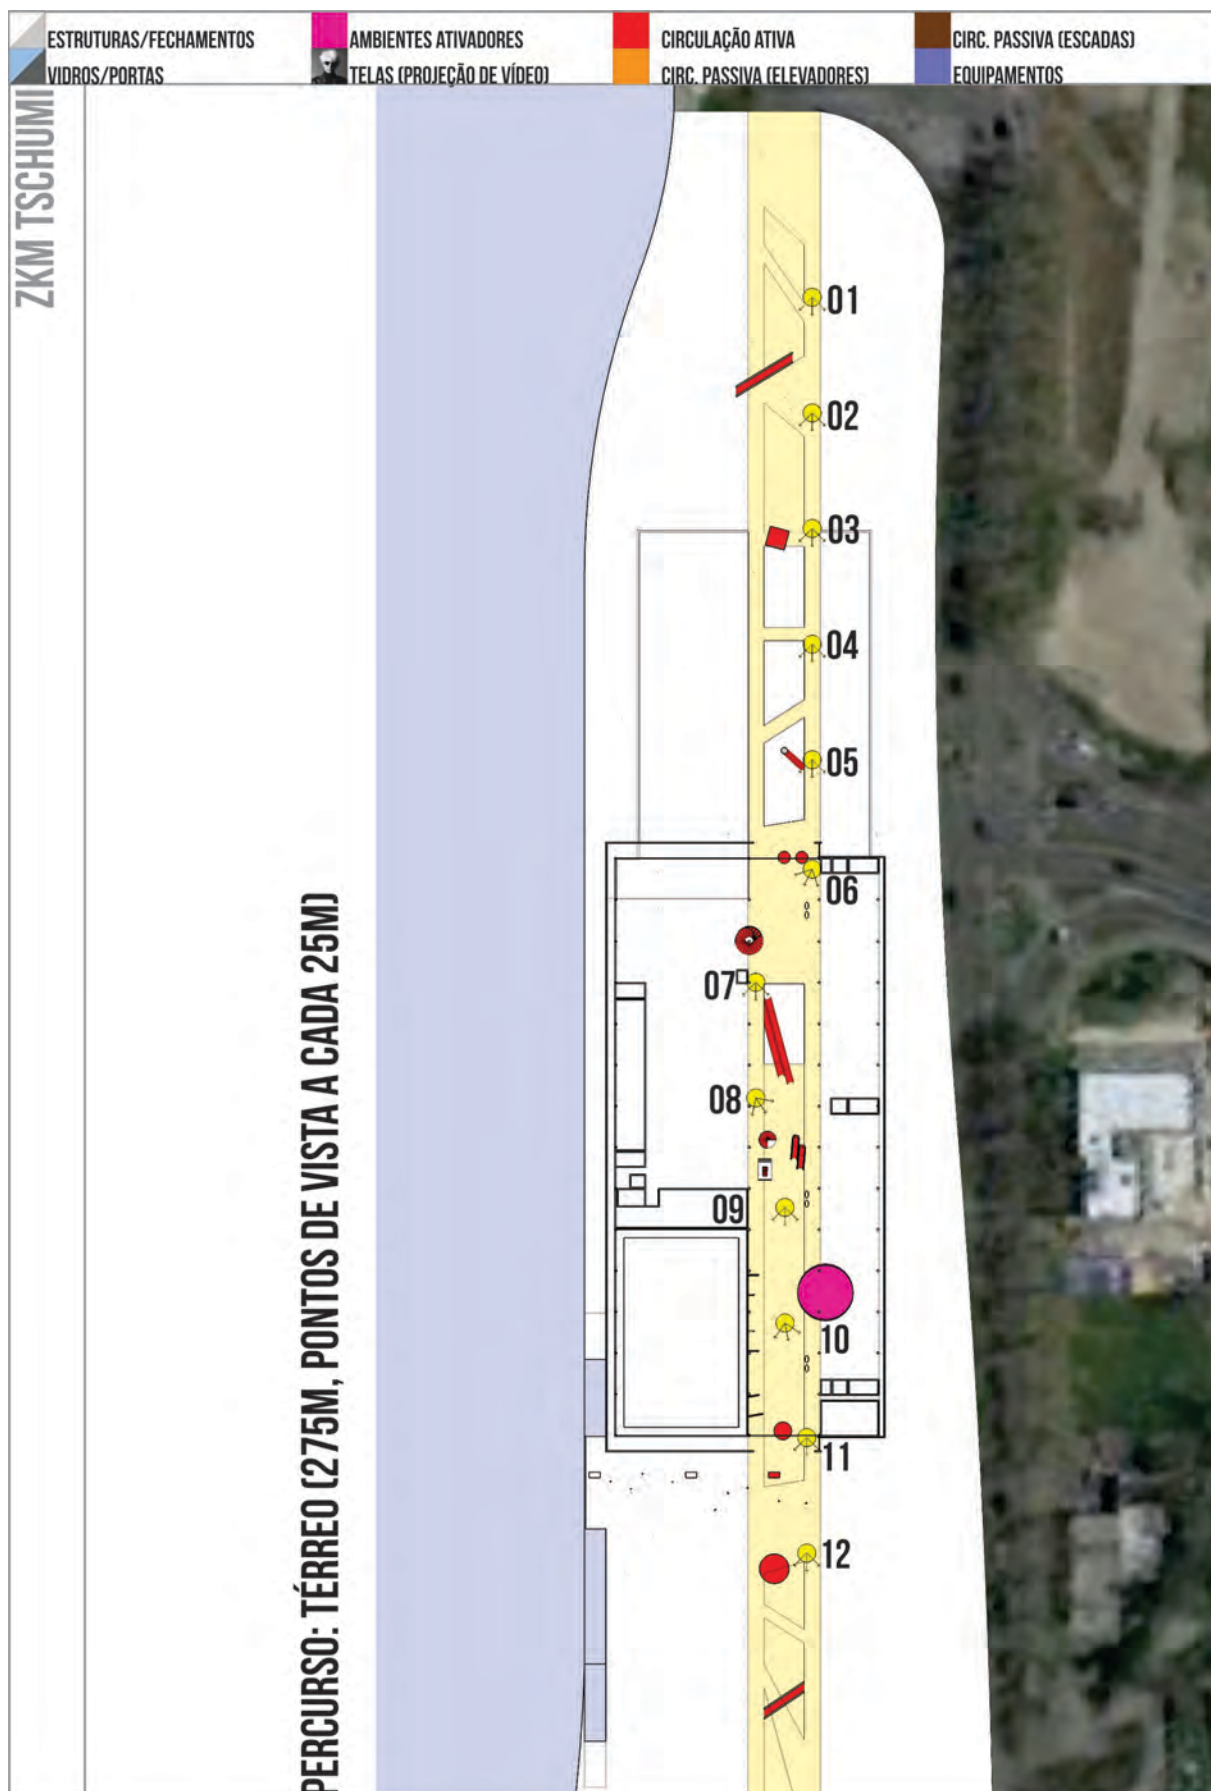 ESTRUTURAS/FECHAMENTOS
VIDROS/PORTAS
AMBIENTES ATIVADORES
TELAS (PROJEÇÃO DE VÍDEO)
CIRCULAÇÃO ATIVA
CIRC. PASSIVA (ELEVADORES)
CIRC. PASSIVA (ESCADAS)
EQUIPAMENTOS
ZKM TSCHUMI
PERCURSO: TÉRREO (275M, PONTOS DE VISTA A CADA 25M)
01
02
03
04
05
06
07
08
09
10
11
12